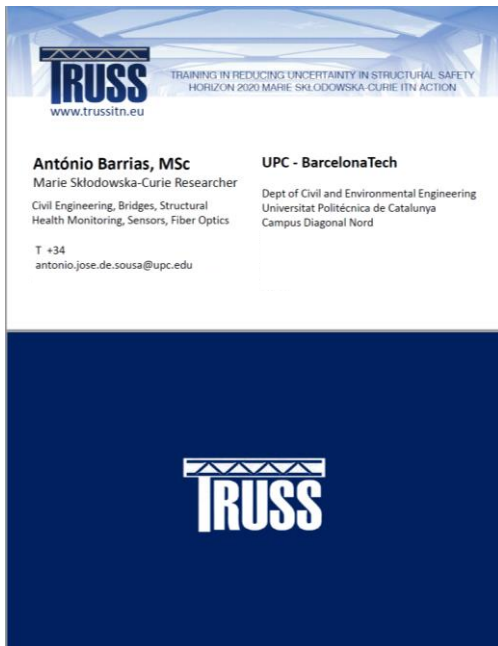 TRUSS
www.trussitn.eu
TRAINING IN REDUCING UNCERTAINTY IN STRUCTURAL SAFETY
HORIZON 2020 MARIE SKŁODOWSKA-CURIE ITN ACTION
António Barrias, MSc
Marie Skłodowska-Curie Researcher
Civil Engineering, Bridges, Structural
Health Monitoring, Sensors, Fiber Optics
T +34
antonio.jose.de.sousa@upc.edu
UPC - BarcelonaTech
Dept of Civil and Environmental Engineering
Universitat Politécnica de Catalunya
Campus Diagonal Nord
TRUSS